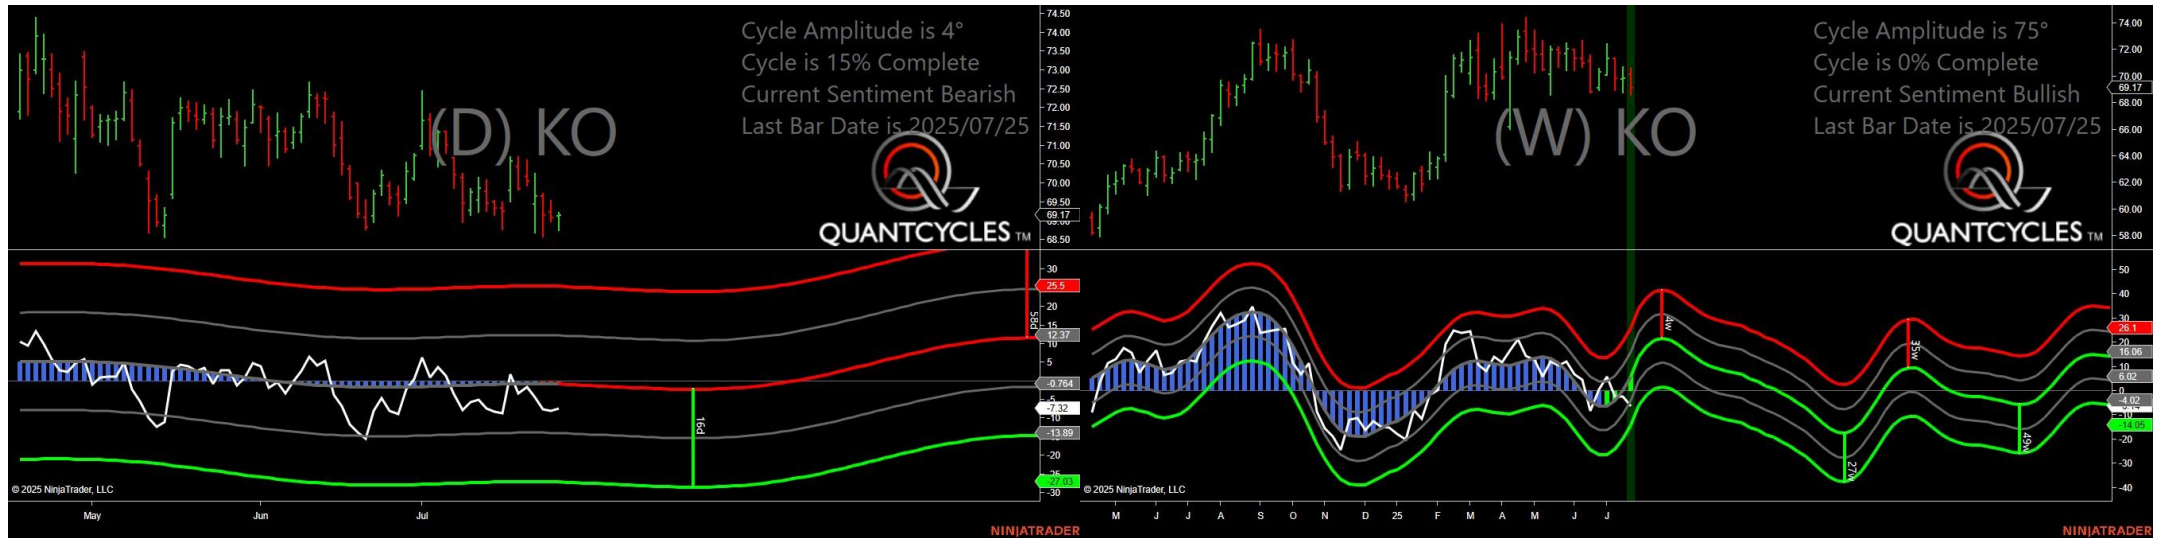 Cycle Amplitude is 4°
Cycle is 15% Complete
Current Sentiment Bearish
Last Bar Date is 2025/07/25
(D) KO
QUANTCYCLES TM
74.50
74.00
73.50
73.00
72.50
72.00
71.50
71.00
70.50
70.00
69.50
69.17
68.50
30
25.5
20
58d
15
12.37
10
5
-0.764
-5
-7.32
-10
-13.89
16d
-20
-27.03
-30
© 2025 NinjaTrader, LLC
May Jun Jul
NINJATRADER
Cycle Amplitude is 75°
Cycle is 0% Complete
Current Sentiment Bullish
Last Bar Date is 2025/07/25
(W) KO
QUANTCYCLES TM
74.00
72.00
70.00
69.17
68.00
66.00
64.00
62.00
60.00
58.00
50
40
30
4w
26.1
20
35w
16.06
10
6.02
0
-4.02
-10
-14.05
-20
49w
-30
27w
-40
© 2025 NinjaTrader, LLC
M J J A S O N D 25 F M A M J J
NINJATRADER